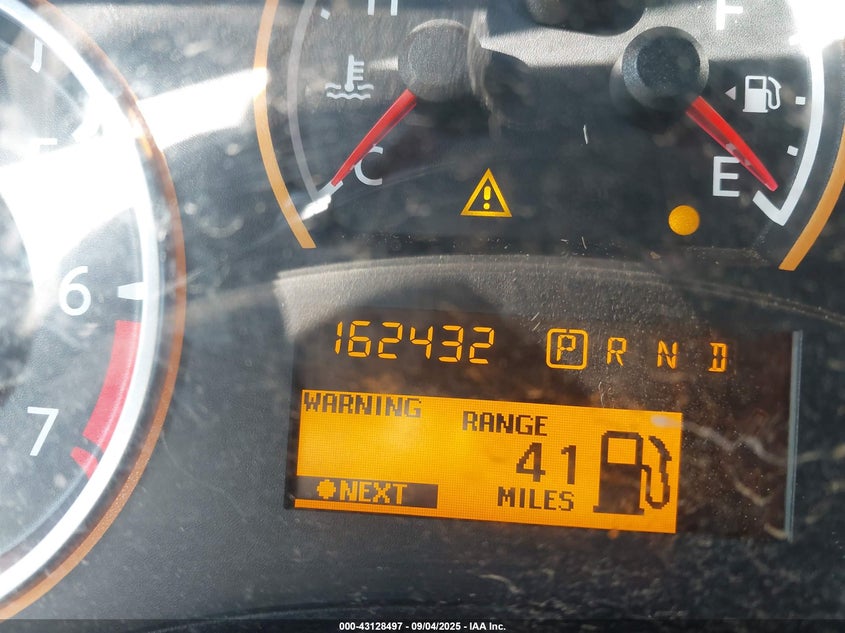 H
F
C
E
6
7
162432 P R N D
WARNING
RANGE
41
NEXT
MILES
000-43128497 - 09/04/2025 - IAA Inc.